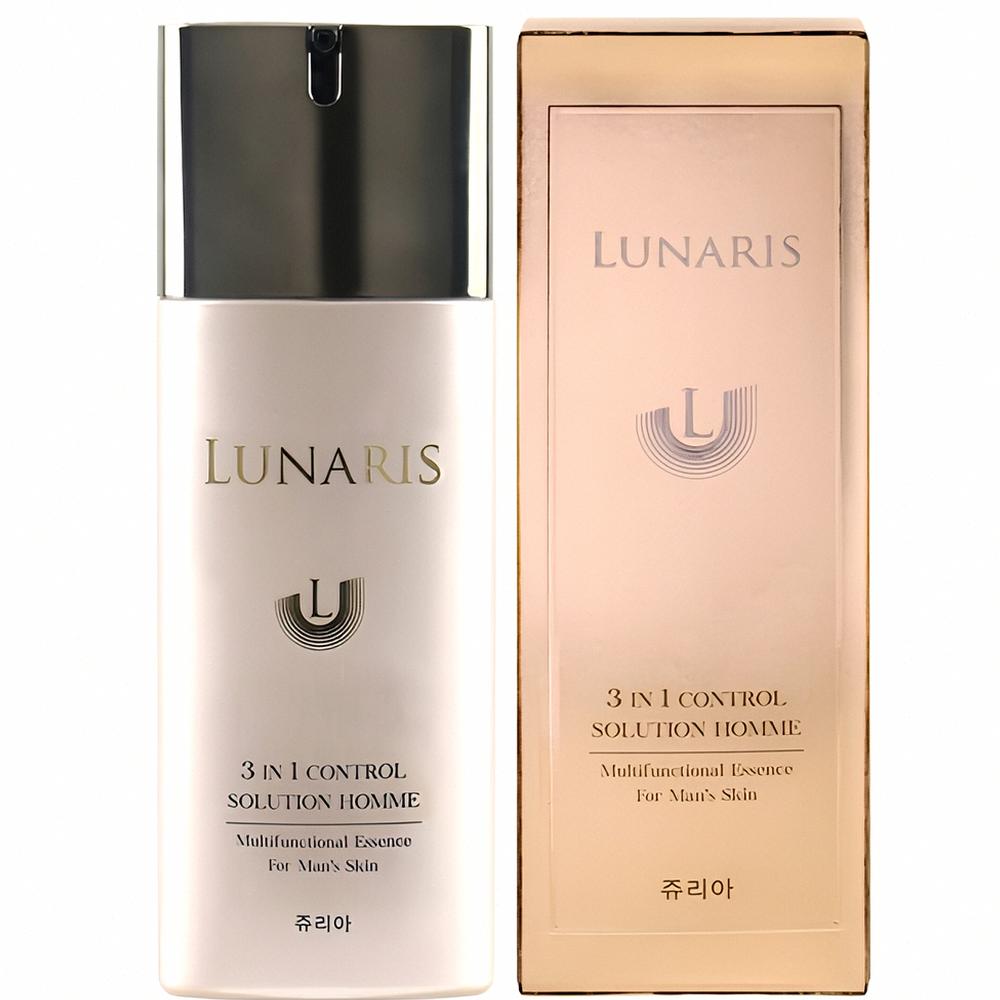 LUNARIS
L
3 IN 1 CONTROL
SOLUTION HOMME
Multifunctional Essence
For Man's Skin
쥬리아
LUNARIS
L
3 IN 1 CONTROL
SOLUTION HOMME
Multifunctional Essence
For Man's Skin
쥬리아